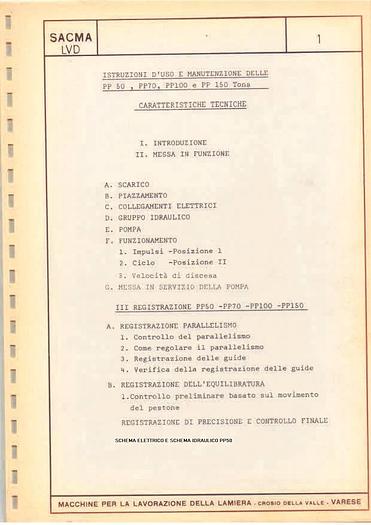 SACMA
LVD
1
ISTRUZIONI D'USO E MANUTENZIONE DELLE
PP 50 , PP70, PP100 e PP 150 Tons
CARATTERISTICHE TECNICHE
I. INTRODUZIONE
II. MESSA IN FUNZIONE
A. SCARICO
B. PIAZZAMENTO
C. COLLEGAMENTI ELETTRICI
D. GRUPPO IDRAULICO
E. POMPA
F. FUNZIONAMENTO
1. Impulsi -Posizione 1
2. Ciclo -Posizione II
3. Velocità di discesa
G. MESSA IN SERVIZIO DELLA POMPA
III REGISTRAZIONE PP50 -PP70 -PP100 -PP150
A. REGISTRAZIONE PARALLELISMO
1. Controllo del parallelismo
2. Come regolare il parallelismo
3. Registrazione delle guide
4. Verifica della registrazione delle guide
B. REGISTRAZIONE DELL'EQUILIBRATURA
1.Controllo preliminare basato sul movimento
del pestone
REGISTRAZIONE DI PRECISIONE E CONTROLLO FINALE
SCHEMA ELETTRICO E SCHEMA IDRAULICO PP50
MACCHINE PER LA LAVORAZIONE DELLA LAMIERA - CROSIO DELLA VALLE - VARESE